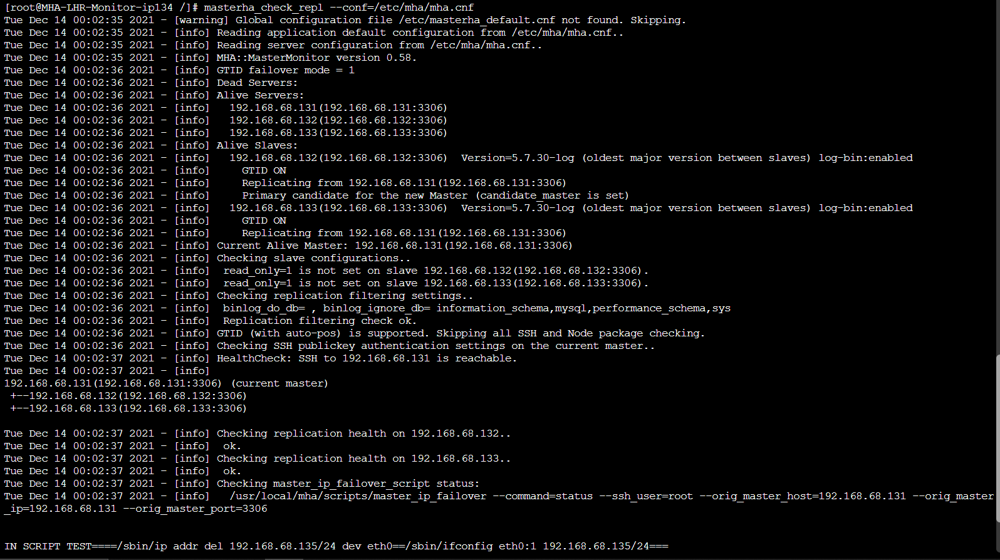 [root@MHA-LHR-Monitor-ip134 /]# masterha_check_repl --conf=/etc/mha/mha.cnf
Tue Dec 14 00:02:35 2021 - [warning] Global configuration file /etc/masterha_default.cnf not found. Skipping.
Tue Dec 14 00:02:35 2021 - [info] Reading application default configuration from /etc/mha/mha.cnf..
Tue Dec 14 00:02:35 2021 - [info] Reading server configuration from /etc/mha/mha.cnf..
Tue Dec 14 00:02:35 2021 - [info] MHA::MasterMonitor version 0.58.
Tue Dec 14 00:02:36 2021 - [info] GTID failover mode = 1
Tue Dec 14 00:02:36 2021 - [info] Dead Servers:
Tue Dec 14 00:02:36 2021 - [info] Alive Servers:
Tue Dec 14 00:02:36 2021 - [info]   192.168.68.131(192.168.68.131:3306)
Tue Dec 14 00:02:36 2021 - [info]   192.168.68.132(192.168.68.132:3306)
Tue Dec 14 00:02:36 2021 - [info]   192.168.68.133(192.168.68.133:3306)
Tue Dec 14 00:02:36 2021 - [info] Alive Slaves:
Tue Dec 14 00:02:36 2021 - [info]   192.168.68.132(192.168.68.132:3306)  Version=5.7.30-log (oldest major version between slaves) log-bin:enabled
Tue Dec 14 00:02:36 2021 - [info]     GTID ON
Tue Dec 14 00:02:36 2021 - [info]     Replicating from 192.168.68.131(192.168.68.131:3306)
Tue Dec 14 00:02:36 2021 - [info]     Primary candidate for the new Master (candidate_master is set)
Tue Dec 14 00:02:36 2021 - [info]   192.168.68.133(192.168.68.133:3306)  Version=5.7.30-log (oldest major version between slaves) log-bin:enabled
Tue Dec 14 00:02:36 2021 - [info]     GTID ON
Tue Dec 14 00:02:36 2021 - [info]     Replicating from 192.168.68.131(192.168.68.131:3306)
Tue Dec 14 00:02:36 2021 - [info] Current Alive Master: 192.168.68.131(192.168.68.131:3306)
Tue Dec 14 00:02:36 2021 - [info] Checking slave configurations..
Tue Dec 14 00:02:36 2021 - [info]  read_only=1 is not set on slave 192.168.68.132(192.168.68.132:3306).
Tue Dec 14 00:02:36 2021 - [info]  read_only=1 is not set on slave 192.168.68.133(192.168.68.133:3306).
Tue Dec 14 00:02:36 2021 - [info] Checking replication filtering settings..
Tue Dec 14 00:02:36 2021 - [info]  binlog_do_db= , binlog_ignore_db= information_schema,mysql,performance_schema,sys
Tue Dec 14 00:02:36 2021 - [info]  Replication filtering check ok.
Tue Dec 14 00:02:36 2021 - [info] GTID (with auto-pos) is supported. Skipping all SSH and Node package checking.
Tue Dec 14 00:02:36 2021 - [info] Checking SSH publickey authentication settings on the current master..
Tue Dec 14 00:02:37 2021 - [info] HealthCheck: SSH to 192.168.68.131 is reachable.
Tue Dec 14 00:02:37 2021 - [info]
192.168.68.131(192.168.68.131:3306) (current master)
 +--192.168.68.132(192.168.68.132:3306)
 +--192.168.68.133(192.168.68.133:3306)
Tue Dec 14 00:02:37 2021 - [info] Checking replication health on 192.168.68.132..
Tue Dec 14 00:02:37 2021 - [info]  ok.
Tue Dec 14 00:02:37 2021 - [info] Checking replication health on 192.168.68.133..
Tue Dec 14 00:02:37 2021 - [info]  ok.
Tue Dec 14 00:02:37 2021 - [info] Checking master_ip_failover_script status:
Tue Dec 14 00:02:37 2021 - [info]   /usr/local/mha/scripts/master_ip_failover --command=status --ssh_user=root --orig_master_host=192.168.68.131 --orig_master
_ip=192.168.68.131 --orig_master_port=3306
IN SCRIPT TEST====/sbin/ip addr del 192.168.68.135/24 dev eth0==/sbin/ifconfig eth0:1 192.168.68.135/24===